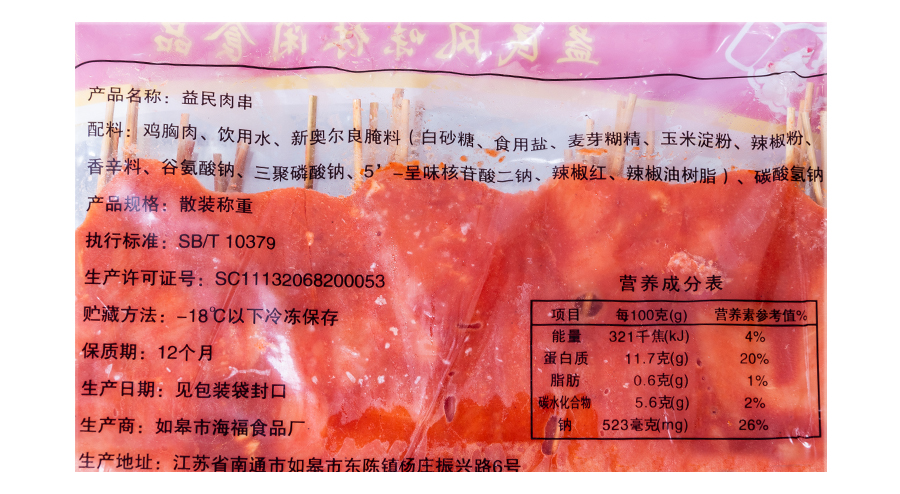 益民风味休闲食品
产品名称：益民肉串
配料：鸡胸肉、饮用水、新奥尔良腌料（白砂糖、食用盐、麦芽糊精、玉米淀粉、辣椒粉、
香辛料、谷氨酸钠、三聚磷酸钠、5’-呈味核苷酸二钠、辣椒红、辣椒油树脂）、碳酸氢钠
产品规格：散装称重
执行标准：SB/T 10379
生产许可证号：SC11132068200053
贮藏方法：-18℃以下冷冻保存
保质期：12个月
生产日期：见包装袋封口
生产商：如皋市海福食品厂
生产地址：江苏省南通市如皋市东陈镇杨庄振兴路6号
营养成分表
项目 每100克(g) 营养素参考值%
能量 321千焦(kJ) 4%
蛋白质 11.7克(g) 20%
脂肪 0.6克(g) 1%
碳水化合物 5.6克(g) 2%
钠 523毫克(mg) 26%